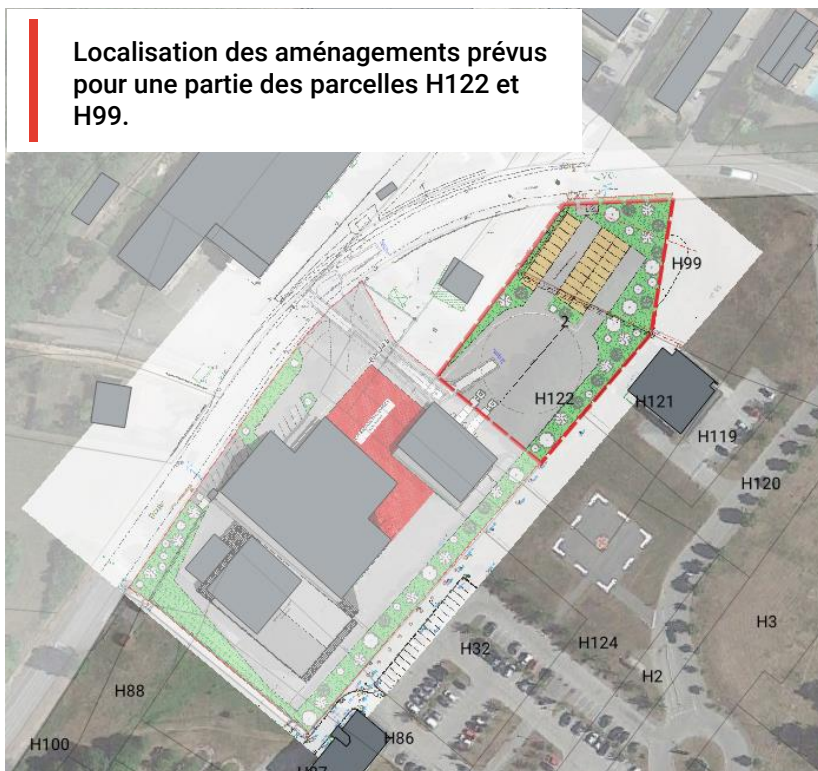 Localisation des aménagements prévus
pour une partie des parcelles H122 et
H99.
H99
2
H122
H121
H119
H120
H3
H124
H32
H2
H88
H86
H100
H87